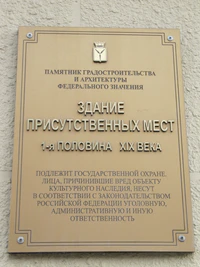 ПАМЯТНИК ГРАДОСТРОИТЕЛЬСТВА
И АРХИТЕКТУРЫ
ФЕДЕРАЛЬНОГО ЗНАЧЕНИЯ
ЗДАНИЕ
ПРИСУТСТВЕННЫХ МЕСТ
1-я ПОЛОВИНА XIX ВЕКА
ПОДЛЕЖИТ ГОСУДАРСТВЕННОЙ ОХРАНЕ.
ЛИЦА, ПРИЧИНИВШИЕ ВРЕД ОБЪЕКТУ
КУЛЬТУРНОГО НАСЛЕДИЯ, НЕСУТ
В СООТВЕТСТВИИ С ЗАКОНОДАТЕЛЬСТВОМ
РОССИЙСКОЙ ФЕДЕРАЦИИ УГОЛОВНУЮ,
АДМИНИСТРАТИВНУЮ И ИНУЮ
ОТВЕТСТВЕННОСТЬ